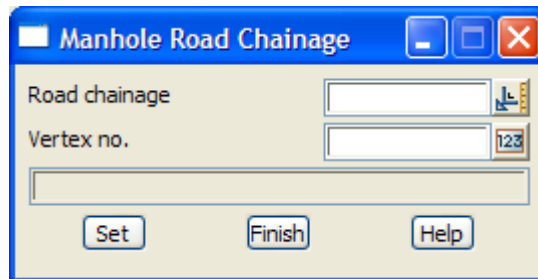 Manhole Road Chainage
Road chainage
Vertex no.
123
Set Finish Help